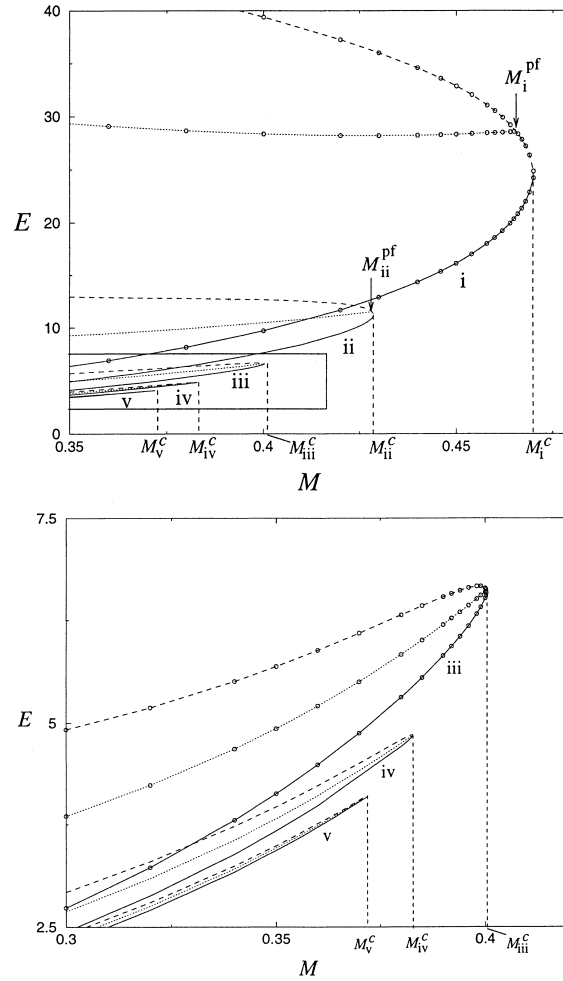 40
30
E
20
10
0
M_i^pf
M_ii^pf
i
ii
iii
iv
v
0.35
M_v^c
M_iv^c
0.4
M_iii^c
M_ii^c
0.45
M_i^c
M
7.5
E
5
2.5
iii
iv
v
0.3
0.35
M_v^c
M_iv^c
0.4
M_iii^c
M